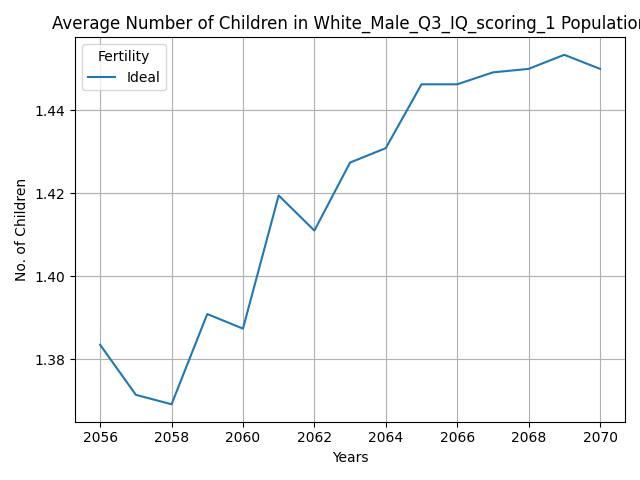 Average Number of Children in White_Male_Q3_IQ_scoring_1 Population
Fertility
Ideal
1.44
1.42
1.40
1.38
No. of Children
2056 2058 2060 2062 2064 2066 2068 2070
Years